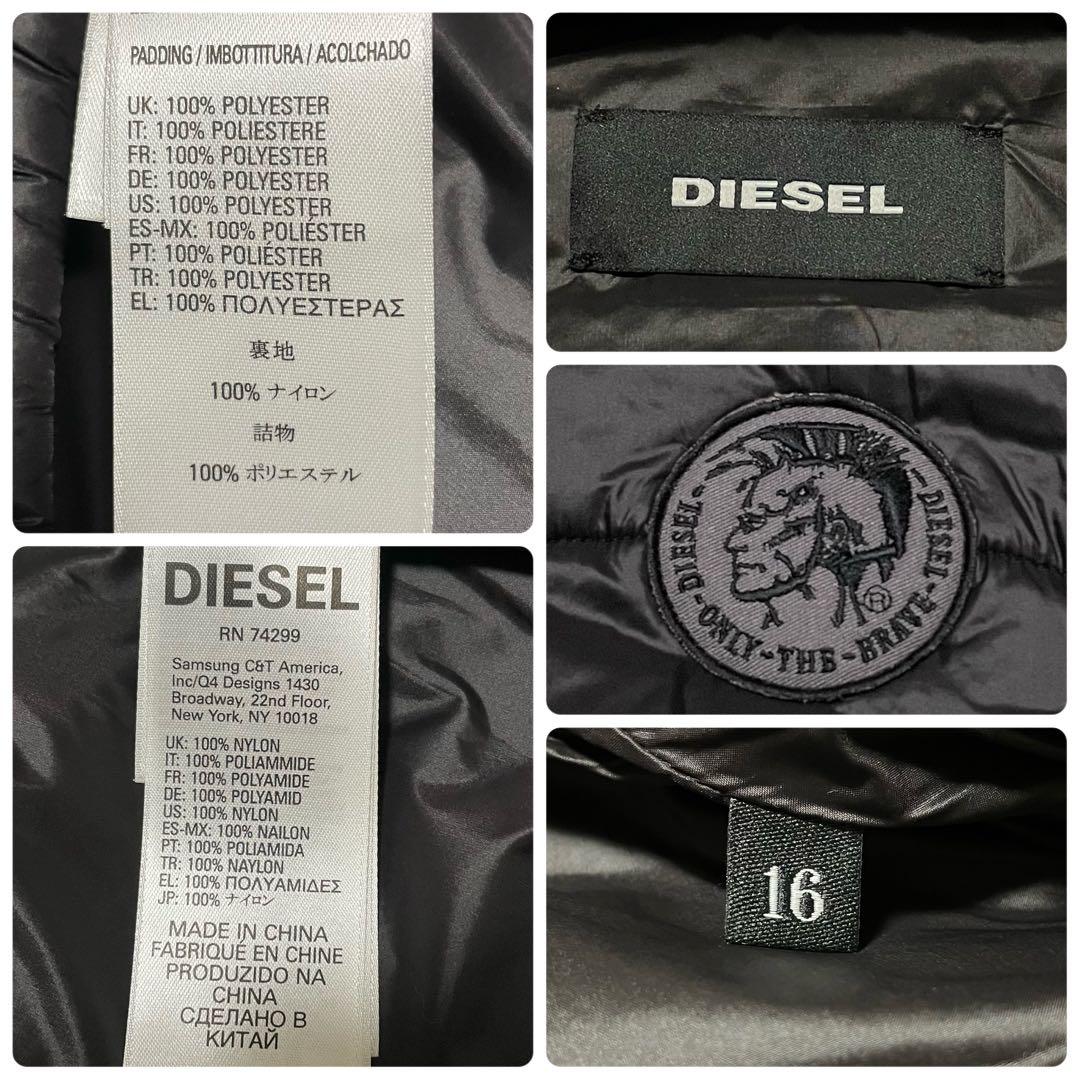 PADDING / IMBOTTITURA / ACOLCHADO
UK: 100% POLYESTER
IT: 100% POLIESTERE
FR: 100% POLYESTER
DE: 100% POLYESTER
US: 100% POLYESTER
ES-MX: 100% POLIÉSTER
PT: 100% POLIÉSTER
TR: 100% POLYESTER
EL: 100% ΠΟΛΥΕΣΤΕΡΑΣ
裏地
100% ナイロン
詰物
100% ポリエステル
DIESEL
DIESEL-ONLY-THE-BRAVE-DIESEL
®
DIESEL
RN 74299
Samsung C&T America,
Inc/Q4 Designs 1430
Broadway, 22nd Floor,
New York, NY 10018
UK: 100% NYLON
IT: 100% POLIAMMIDE
FR: 100% POLYAMIDE
DE: 100% POLYAMID
US: 100% NYLON
ES-MX: 100% NAILON
PT: 100% POLIAMIDA
TR: 100% NAYLON
EL: 100% ΠΟΛΥΑΜΙΔΕΣ
JP: 100% ナイロン
MADE IN CHINA
FABRIQUÉ EN CHINE
PRODUZIDO NA
CHINA
СДЕЛАНО В
КИТАЙ
16